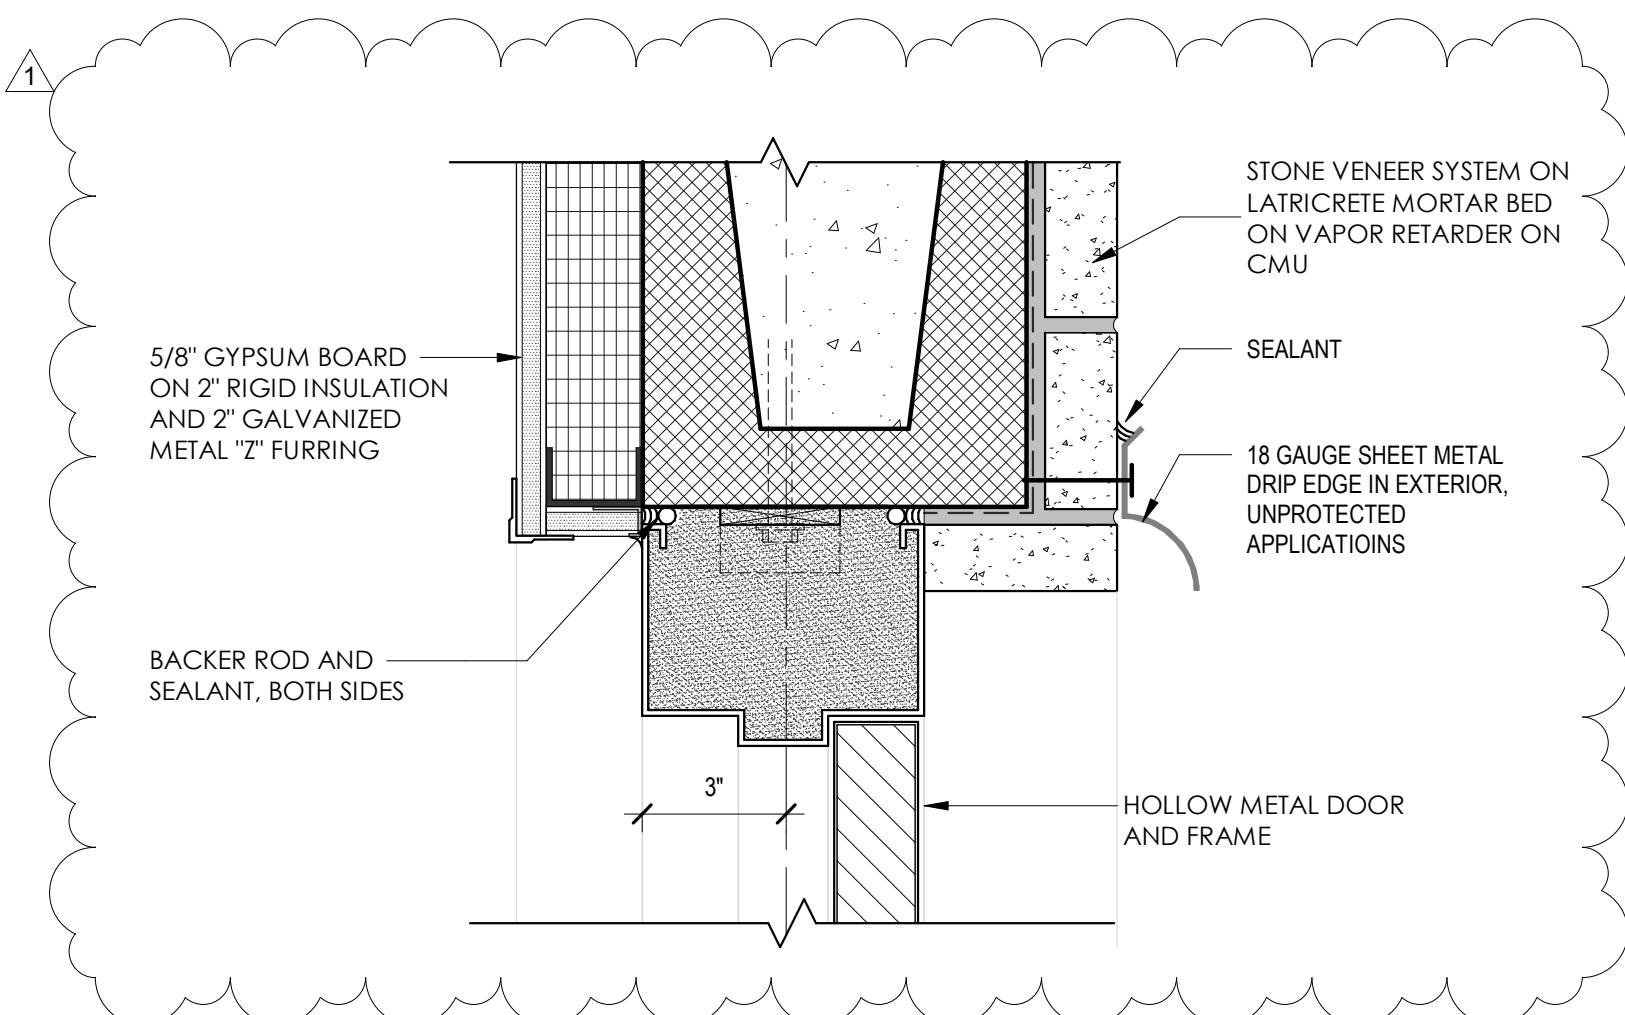 1
STONE VENEER SYSTEM ON
LATRICRETE MORTAR BED
ON VAPOR RETARDER ON
CMU
SEALANT
5/8" GYPSUM BOARD
ON 2" RIGID INSULATION
AND 2" GALVANIZED
METAL "Z" FURRING
18 GAUGE SHEET METAL
DRIP EDGE IN EXTERIOR,
UNPROTECTED
APPLICATIOINS
BACKER ROD AND
SEALANT, BOTH SIDES
3"
HOLLOW METAL DOOR
AND FRAME